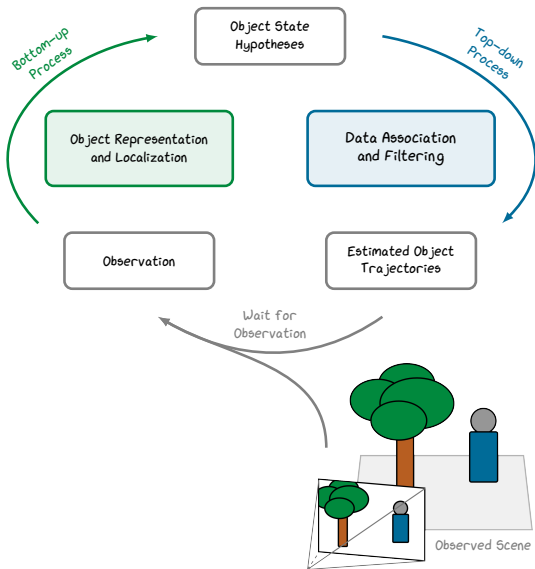 Object State
Hypotheses
Bottom-up
Process
Top-down
Process
Object Representation
and Localization
Data Association
and Filtering
Observation
Estimated Object
Trajectories
Wait for
Observation
Observed Scene